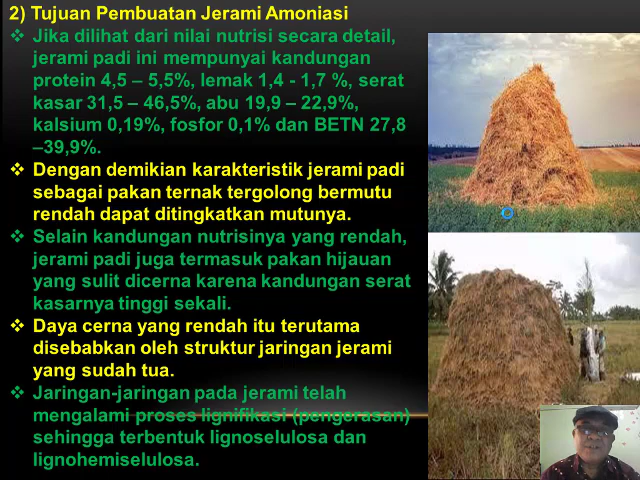 2) Tujuan Pembuatan Jerami Amoniasi
❖ Jika dilihat dari nilai nutrisi secara detail,
jerami padi ini mempunyai kandungan
protein 4,5 – 5,5%, lemak 1,4 - 1,7 %, serat
kasar 31,5 – 46,5%, abu 19,9 – 22,9%,
kalsium 0,19%, fosfor 0,1% dan BETN 27,8
–39,9%.
❖ Dengan demikian karakteristik jerami padi
sebagai pakan ternak tergolong bermutu
rendah dapat ditingkatkan mutunya.
❖ Selain kandungan nutrisinya yang rendah,
jerami padi juga termasuk pakan hijauan
yang sulit dicerna karena kandungan serat
kasarnya tinggi sekali.
❖ Daya cerna yang rendah itu terutama
disebabkan oleh struktur jaringan jerami
yang sudah tua.
❖ Jaringan-jaringan pada jerami telah
mengalami proses lignifikasi (pengerasan)
sehingga terbentuk lignoselulosa dan
lignohemiselulosa.